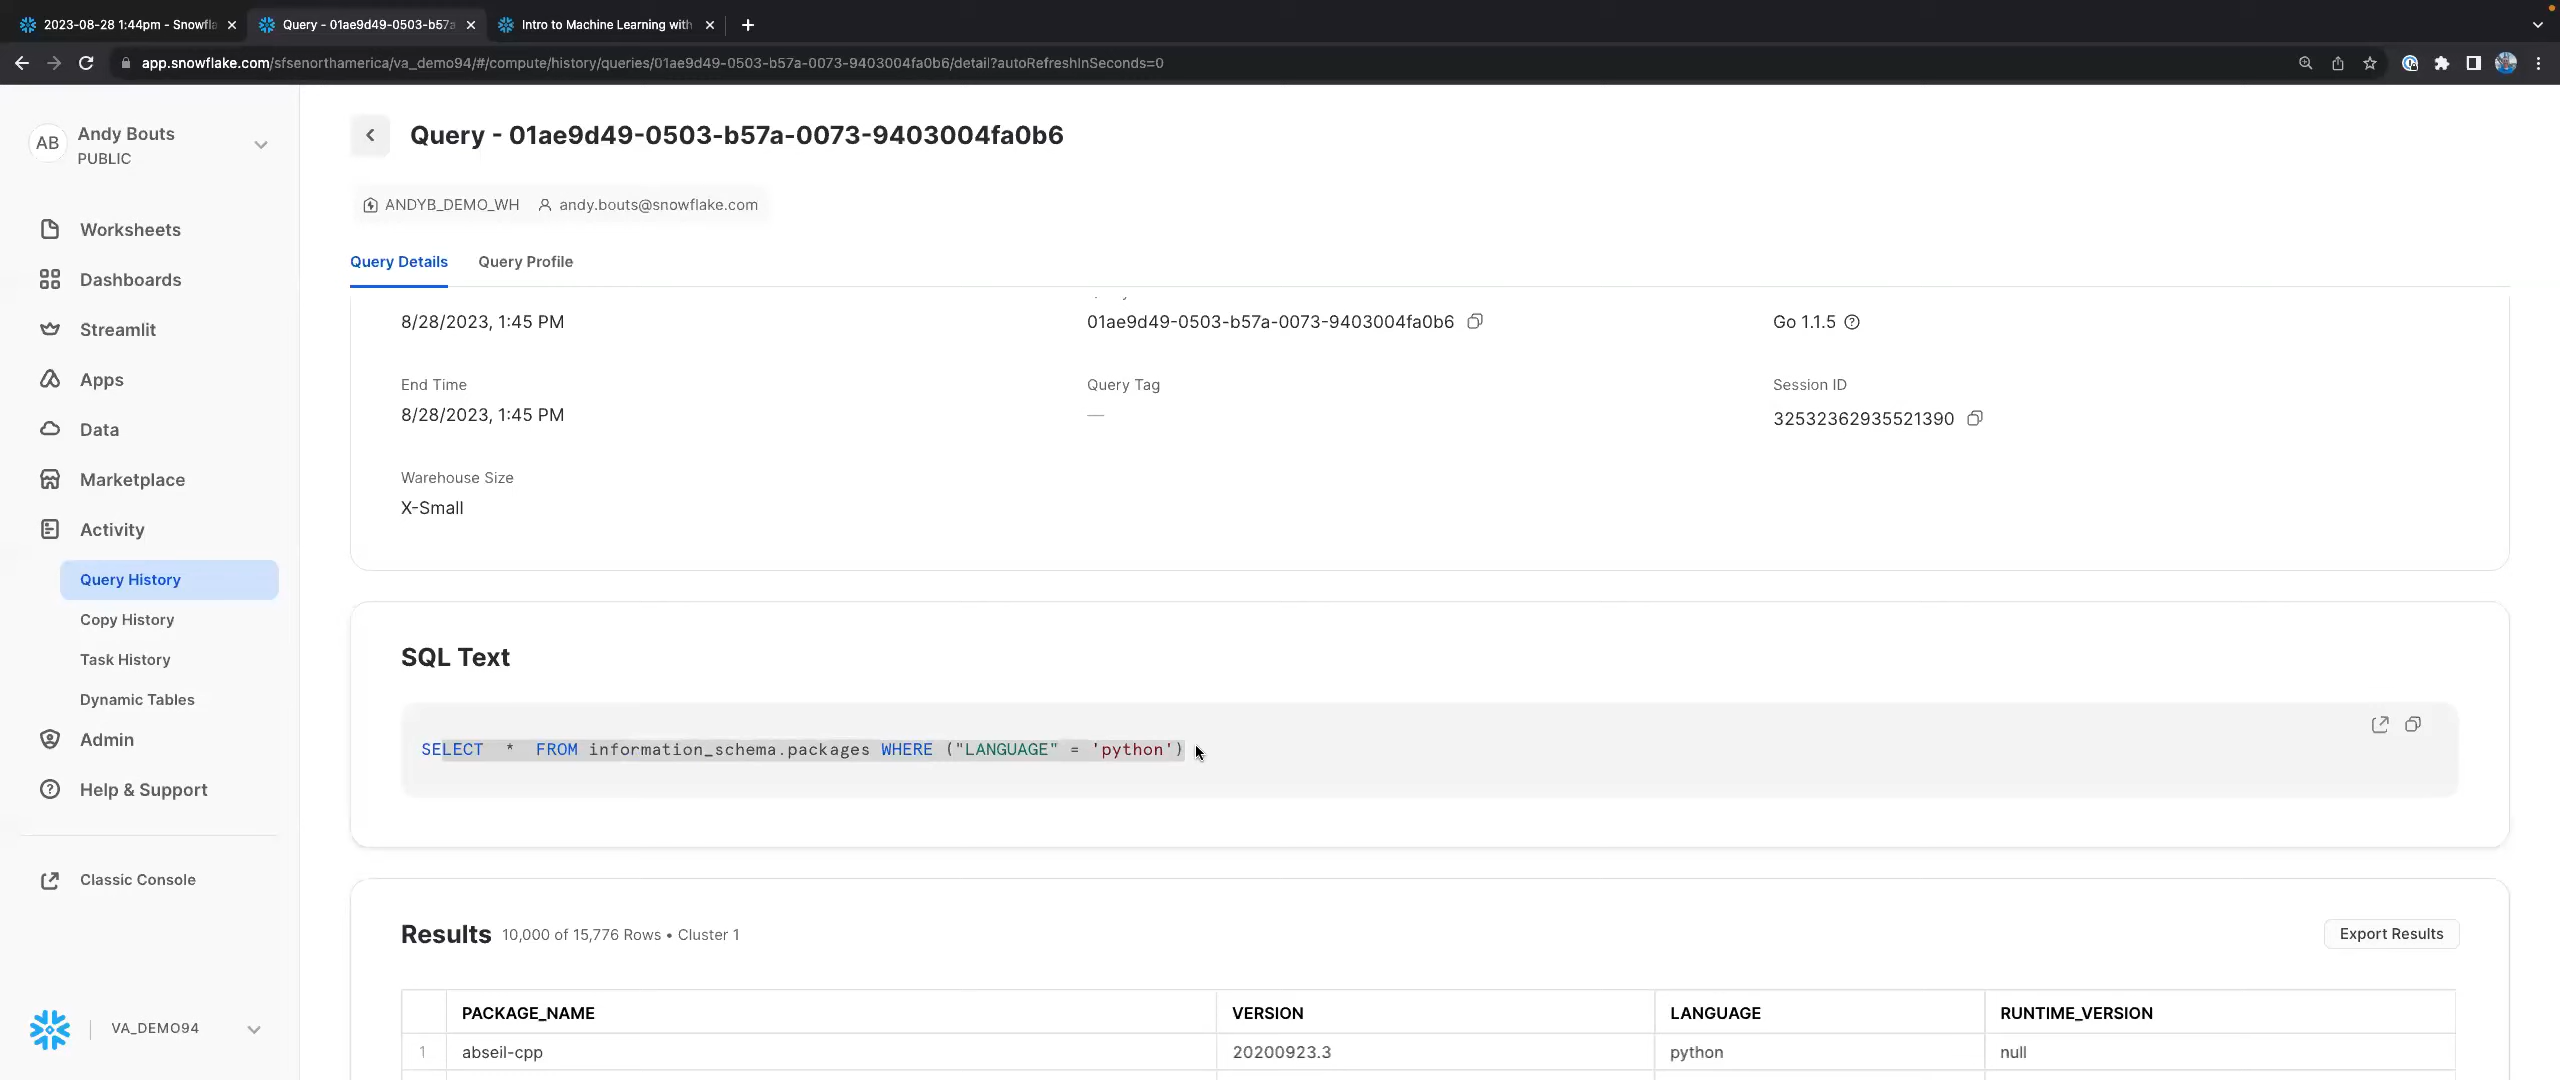 2023-08-28 1:44pm - Snowfla
Query - 01ae9d49-0503-b57a
Intro to Machine Learning with
app.snowflake.com/sfsenorthamerica/va_demo94/#/compute/history/queries/01ae9d49-0503-b57a-0073-9403004fa0b6/detail?autoRefreshInSeconds=0
AB
Andy Bouts
PUBLIC
Worksheets
Dashboards
Streamlit
Apps
Data
Marketplace
Activity
Query History
Copy History
Task History
Dynamic Tables
Admin
Help & Support
Classic Console
VA_DEMO94
Query - 01ae9d49-0503-b57a-0073-9403004fa0b6
ANDYB_DEMO_WH andy.bouts@snowflake.com
Query Details Query Profile
8/28/2023, 1:45 PM
01ae9d49-0503-b57a-0073-9403004fa0b6
Go 1.1.5
End Time
8/28/2023, 1:45 PM
Query Tag
—
Session ID
32532362935521390
Warehouse Size
X-Small
SQL Text
SELECT * FROM information_schema.packages WHERE ("LANGUAGE" = 'python')
Results 10,000 of 15,776 Rows • Cluster 1
Export Results
PACKAGE_NAME VERSION LANGUAGE RUNTIME_VERSION
1 abseil-cpp 20200923.3 python null